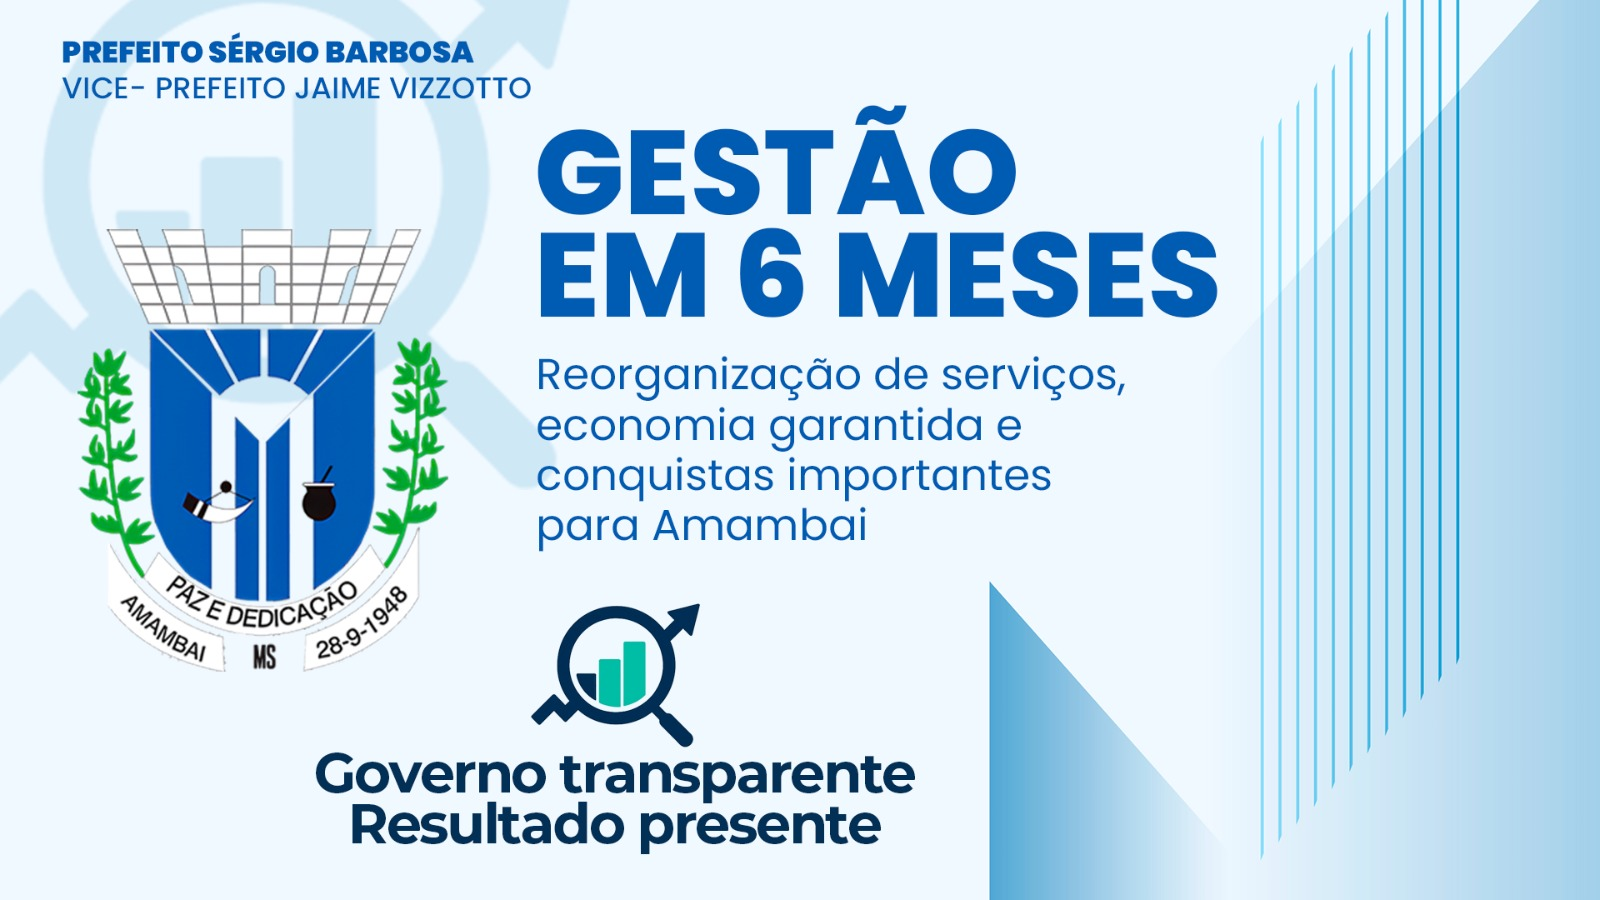 PREFEITO SÉRGIO BARBOSA
VICE- PREFEITO JAIME VIZZOTTO
GESTÃO
EM 6 MESES
Reorganização de serviços,
economia garantida e
conquistas importantes
para Amambai
PAZ E DEDICAÇÃO
AMAMBAI
MS
28-9-1948
Governo transparente
Resultado presente